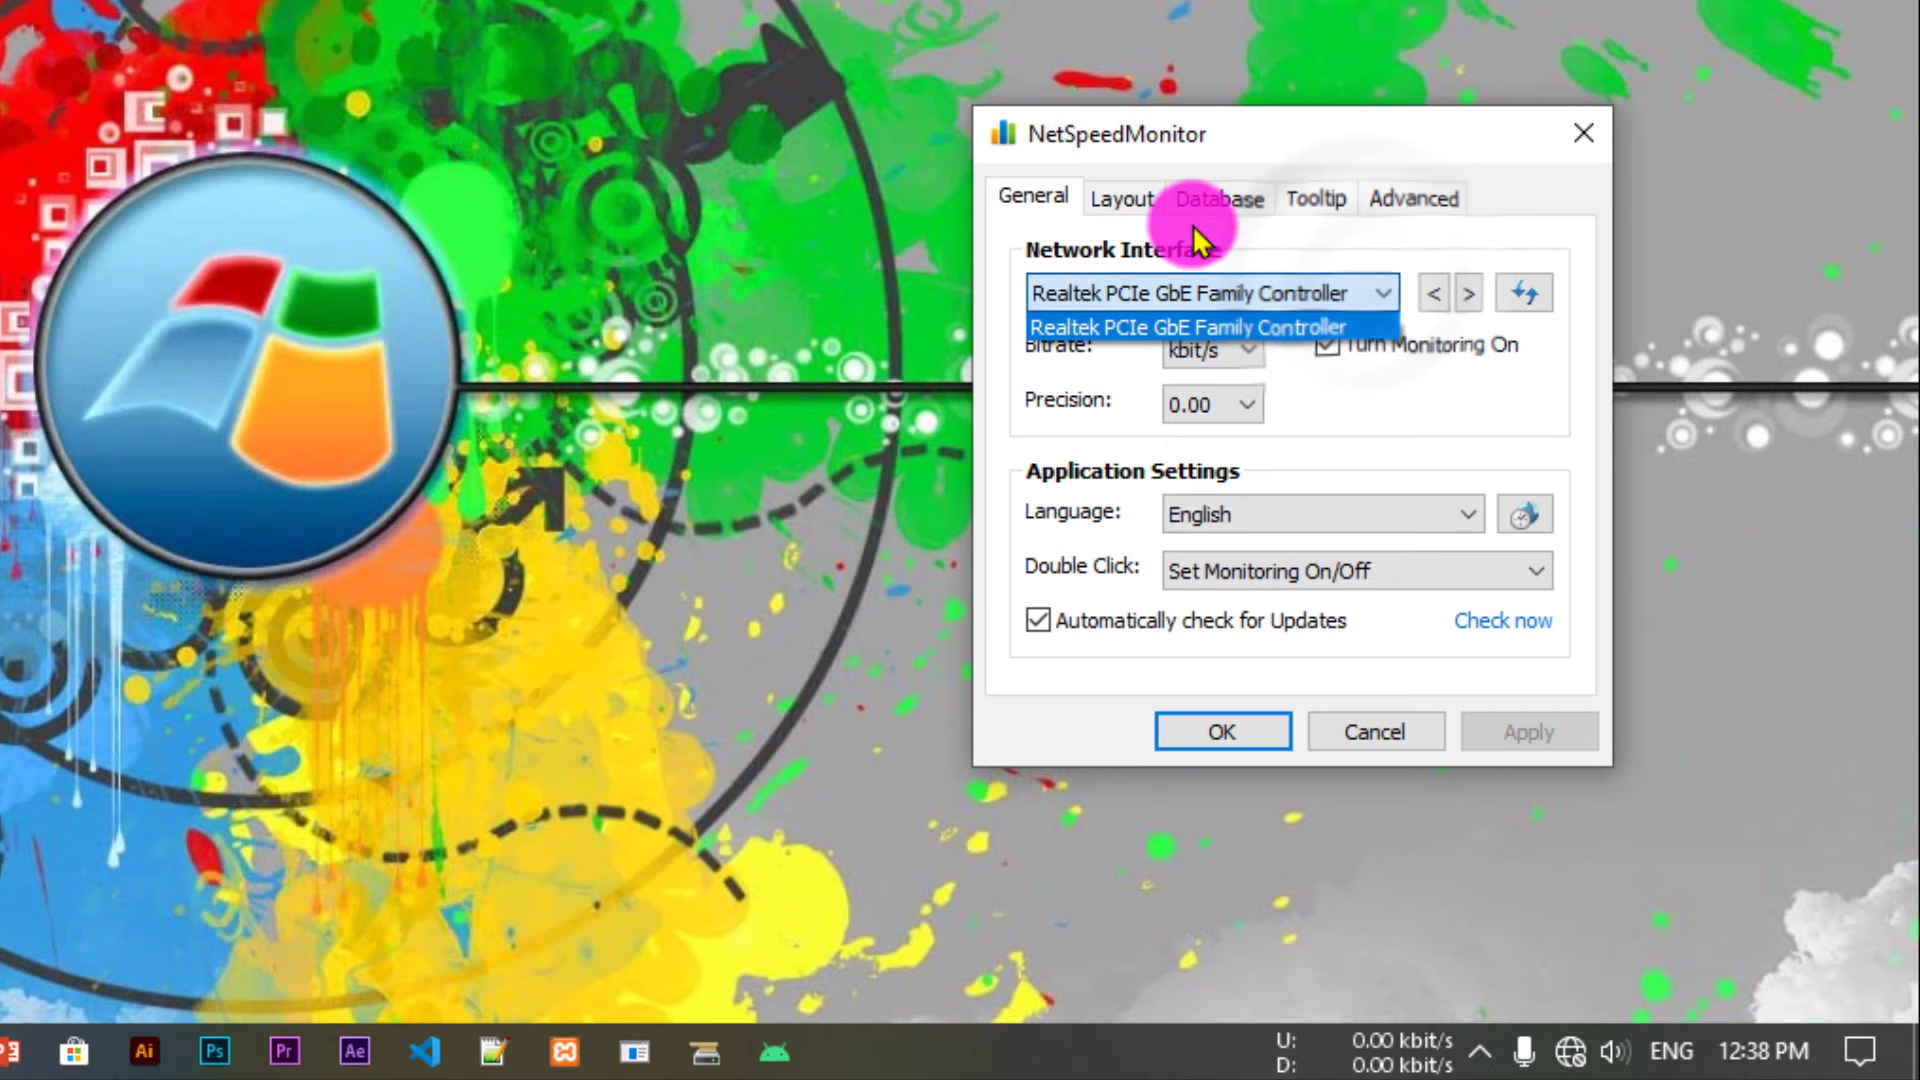 NetSpeedMonitor
General Layout Database Tooltip Advanced
Network Interface
Realtek PCIe GbE Family Controller < >
Realtek PCIe GbE Family Controller
Bitrate: kbit/s Turn Monitoring On
Precision: 0.00
Application Settings
Language: English
Double Click: Set Monitoring On/Off
Automatically check for Updates Check now
OK Cancel Apply
Ai Ps Pr Ae
U: 0.00 kbit/s
D: 0.00 kbit/s
ENG 12:38 PM